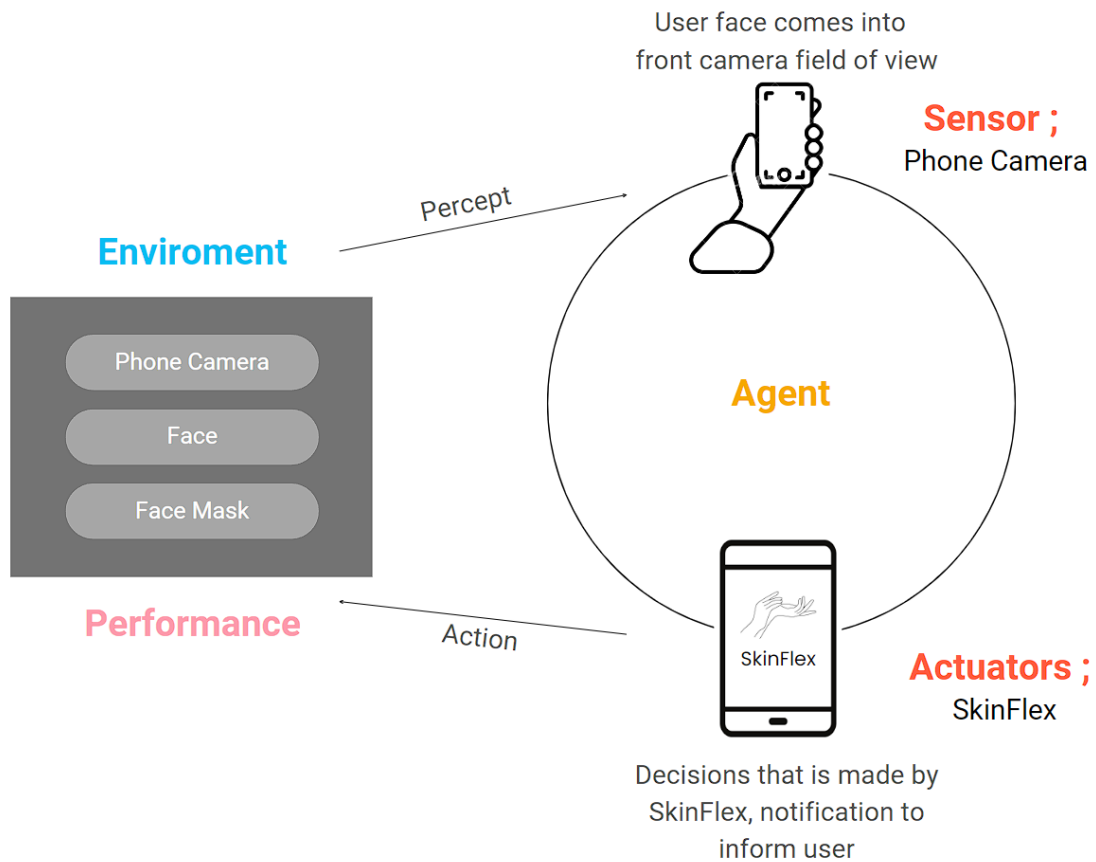 User face comes into
front camera field of view
Sensor ;
Phone Camera
Percept
Enviroment
Phone Camera
Face
Face Mask
Agent
Performance
Action
SkinFlex
Actuators ;
SkinFlex
Decisions that is made by
SkinFlex, notification to
inform user